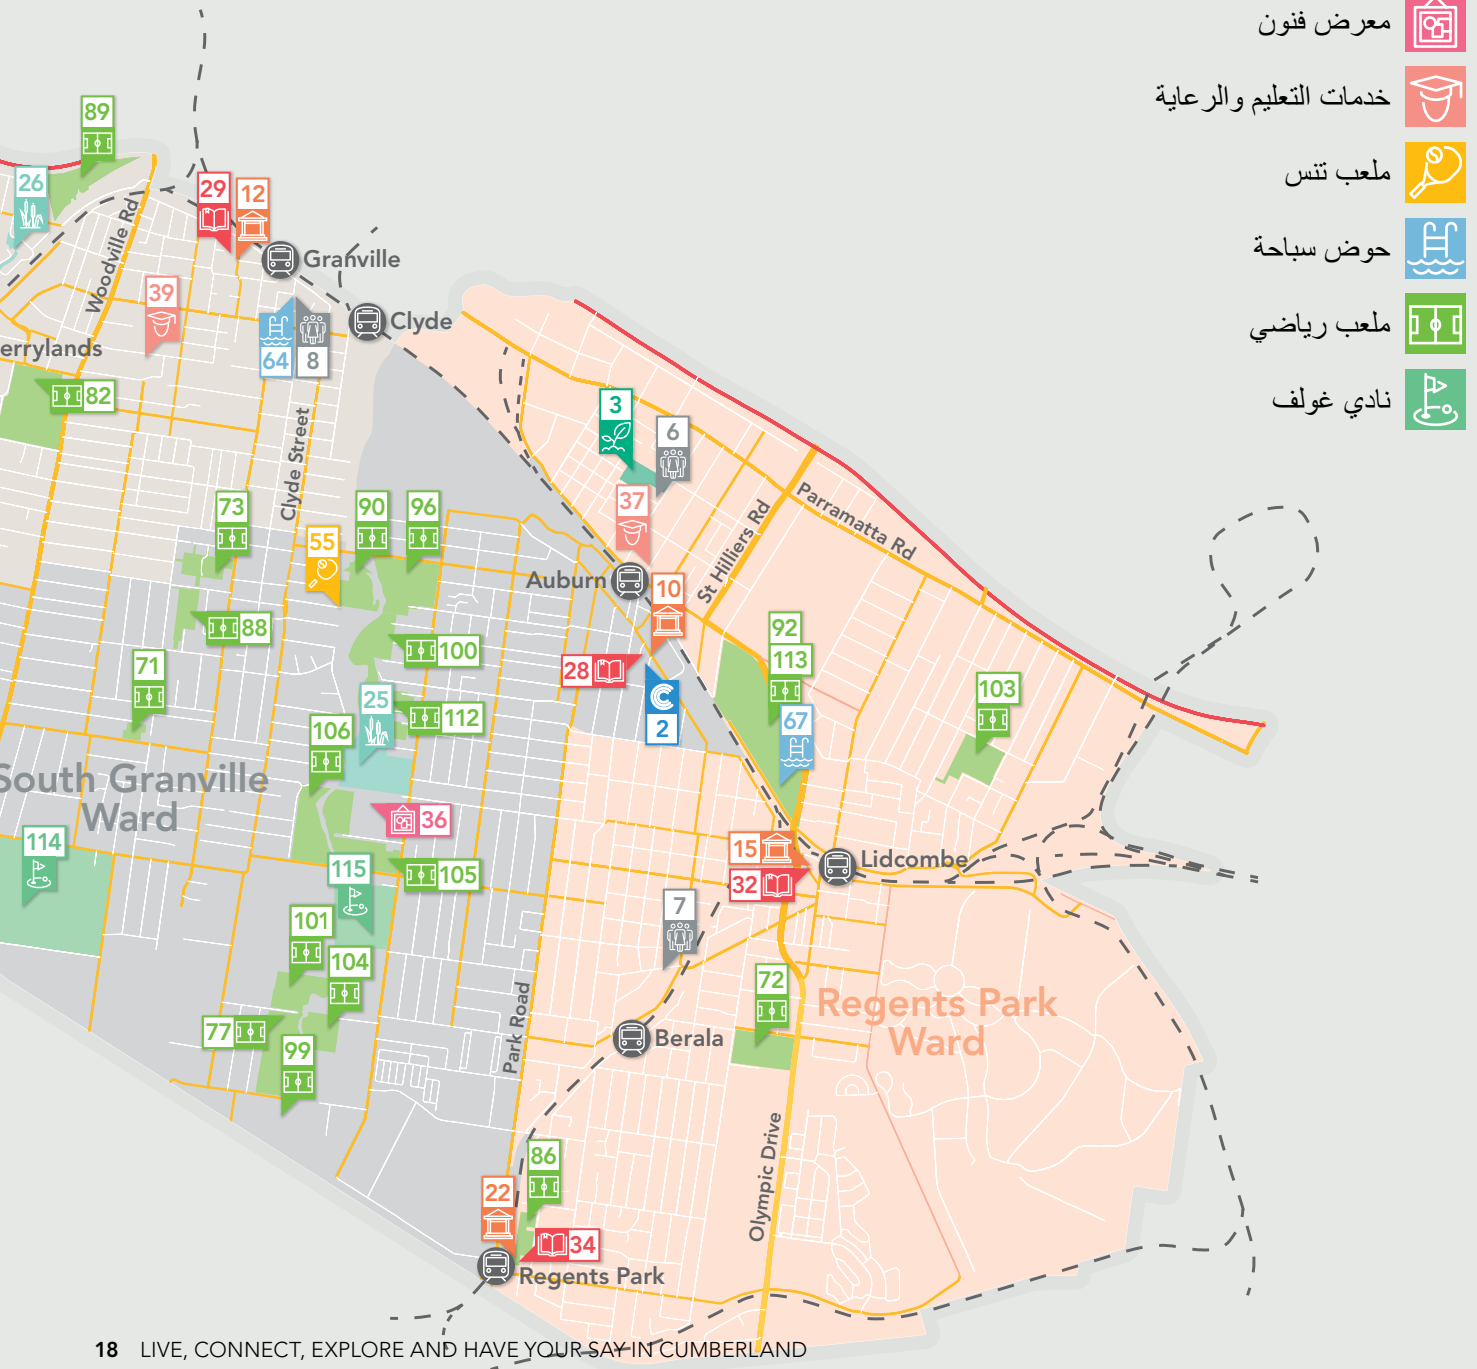 معرض فنون
خدمات التعليم والرعاية
ملعب تنس
حوض سباحة
ملعب رياضي
نادي غولف
89
26
29
12
Woodville Rd
Granville
39
Clyde
64
8
errylands
82
3
6
Clyde Street
73
90
96
37
55
Parramatta Rd
St Hilliers Rd
Auburn
10
88
92
100
113
71
28
103
25
112
2
67
106
South Granville
Ward
36
114
15
Lidcombe
115
105
32
101
7
104
72
Regents Park
Ward
77
99
Park Road
Berala
86
Olympic Drive
22
34
Regents Park
18 LIVE, CONNECT, EXPLORE AND HAVE YOUR SAY IN CUMBERLAND